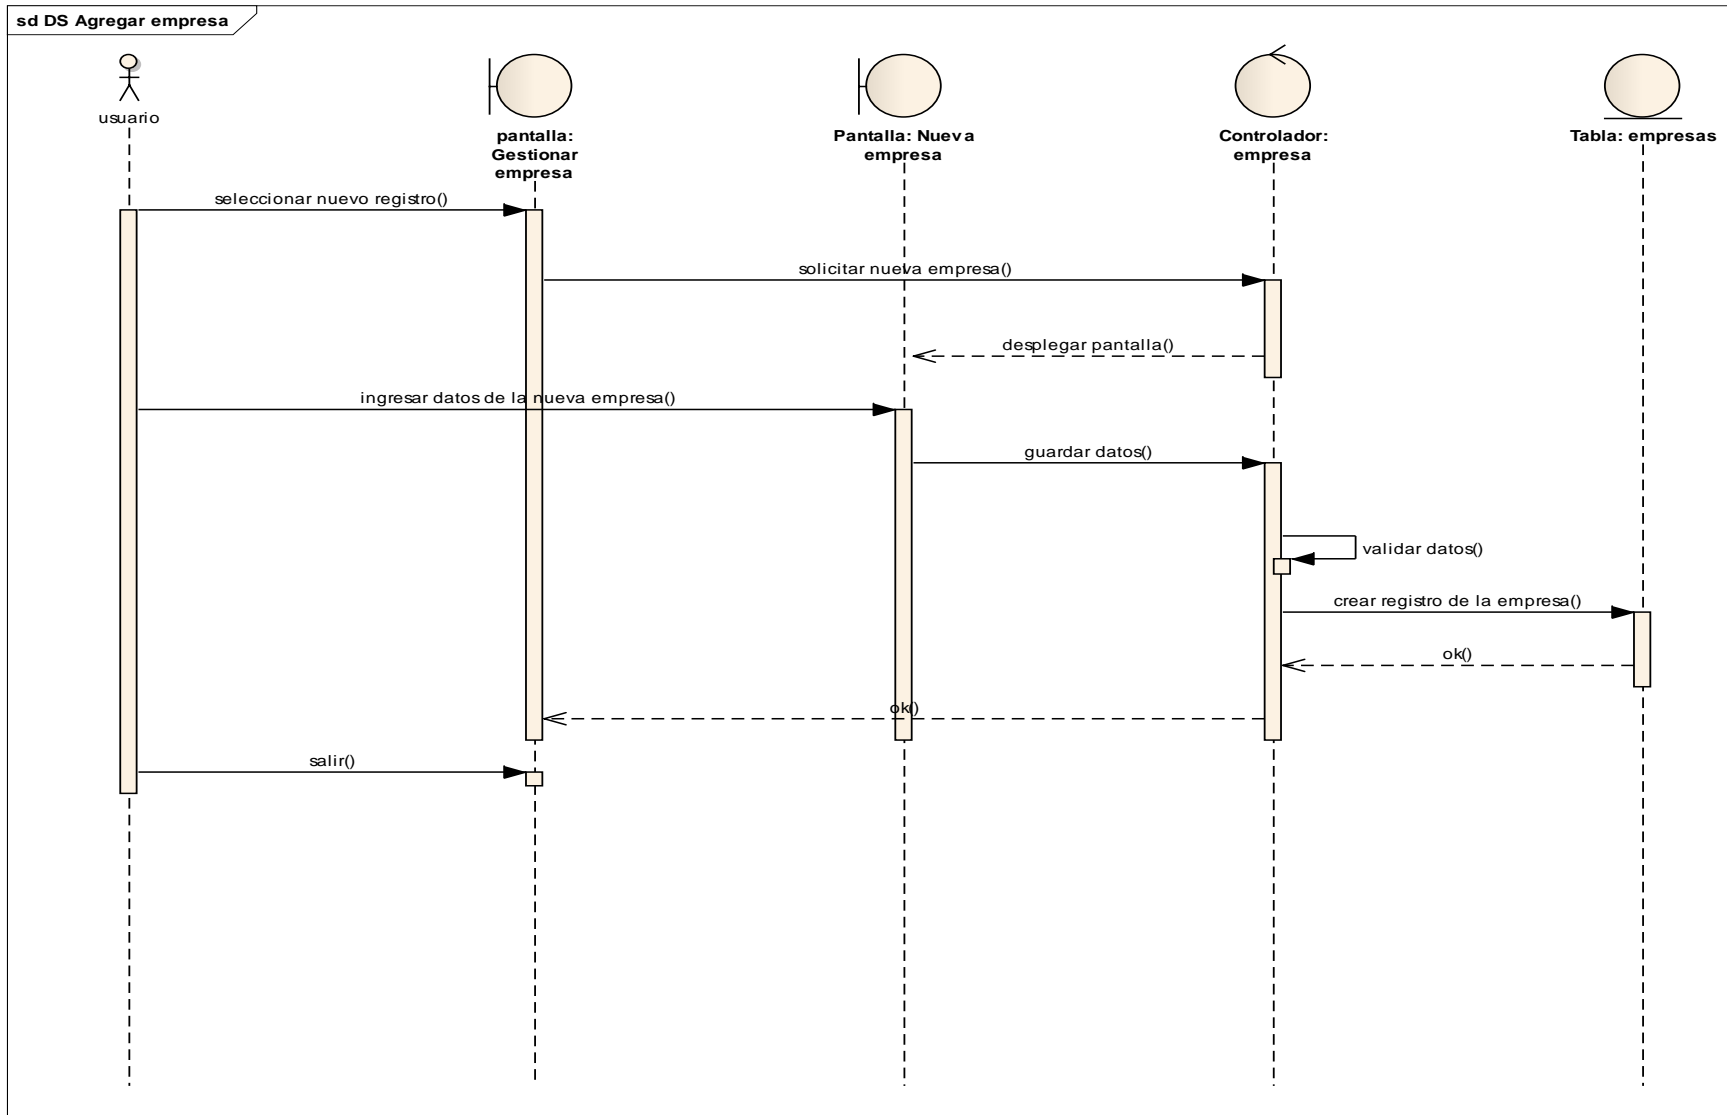 sd DS Agregar empresa
usuario
pantalla:
Gestionar
empresa
Pantalla: Nueva
empresa
Controlador:
empresa
Tabla: empresas
seleccionar nuevo registro()
solicitar nueva empresa()
desplegar pantalla()
ingresar datos de la nueva empresa()
guardar datos()
validar datos()
crear registro de la empresa()
ok()
ok()
salir()